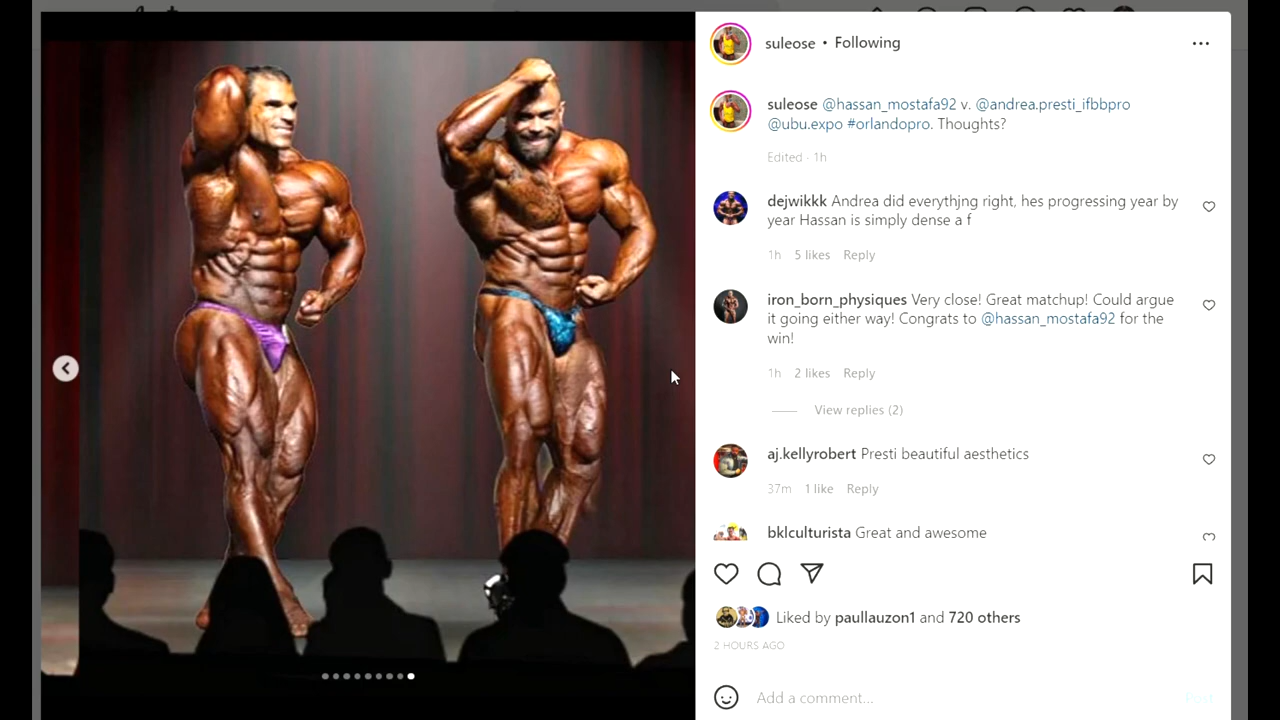 suleose • Following
suleose @hassan_mostafa92 v. @andrea.presti_ifbbpro
@ubu.expo #orlandopro. Thoughts?
Edited · 1h
dejwikkk Andrea did everythjng right, hes progressing year by
year Hassan is simply dense a f
1h 5 likes Reply
iron_born_physiques Very close! Great matchup! Could argue
it going either way! Congrats to @hassan_mostafa92 for the
win!
1h 2 likes Reply
View replies (2)
aj.kellyrobert Presti beautiful aesthetics
37m 1 like Reply
bklculturista Great and awesome
Liked by paullauzon1 and 720 others
2 HOURS AGO
Add a comment...
Post